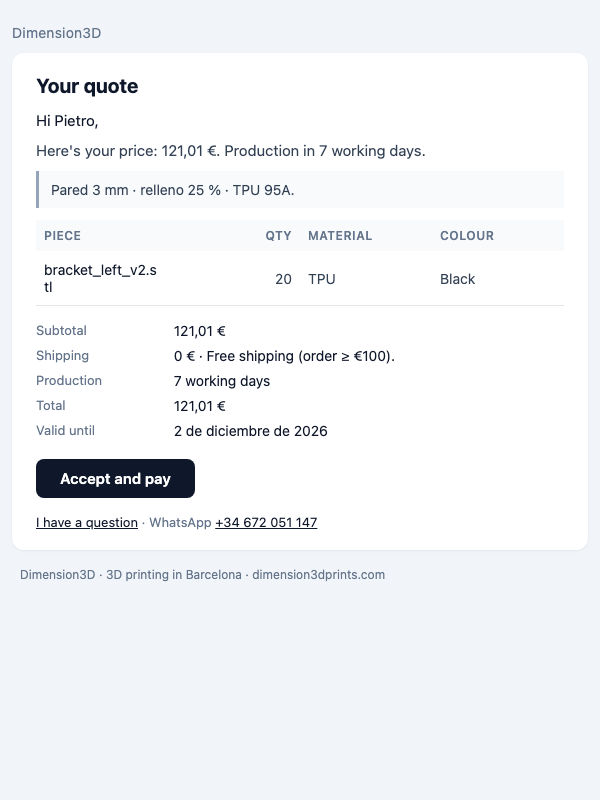 Dimension3D
Your quote
Hi Pietro,
Here's your price: 121,01 €. Production in 7 working days.
Pared 3 mm · relleno 25 % · TPU 95A.
PIECE QTY MATERIAL COLOUR
bracket_left_v2.s
tl 20 TPU Black
Subtotal 121,01 €
Shipping 0 € · Free shipping (order ≥ €100).
Production 7 working days
Total 121,01 €
Valid until 2 de diciembre de 2026
Accept and pay
I have a question · WhatsApp +34 672 051 147
Dimension3D · 3D printing in Barcelona · dimension3dprints.com